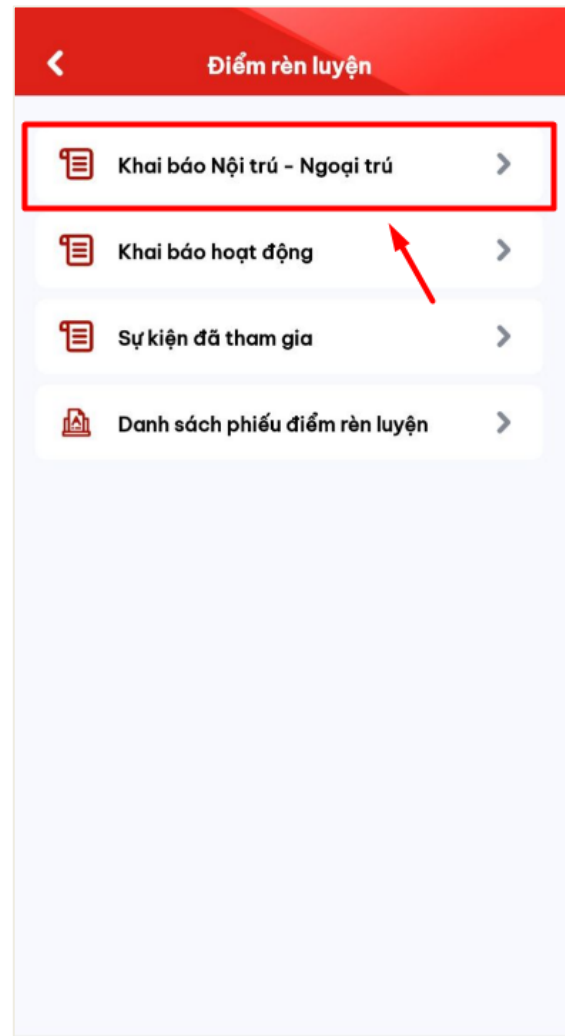 Điểm rèn luyện
Khai báo Nội trú - Ngoại trú
Khai báo hoạt động
Sự kiện đã tham gia
Danh sách phiếu điểm rèn luyện